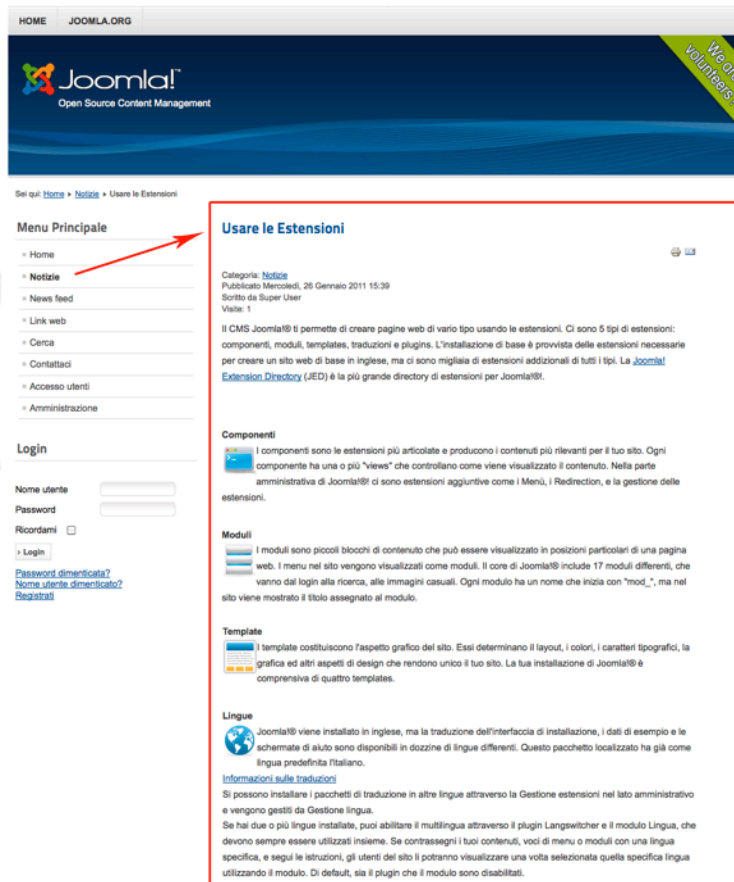 HOME JOOMLA.ORG
We are
volunteers
Joomla!™
Open Source Content Management
Sei qui: Home ▸ Notizie ▸ Usare le Estensioni
Menu Principale
Home
Notizie
News feed
Link web
Cerca
Contattaci
Accesso utenti
Amministrazione
Login
Nome utente
Password
Ricordami
› Login
Password dimenticata?
Nome utente dimenticato?
Registrati
Usare le Estensioni
Categoria: Notizie
Pubblicato Mercoledì, 26 Gennaio 2011 15:39
Scritto da Super User
Visite: 1
Il CMS Joomla!® ti permette di creare pagine web di vario tipo usando le estensioni. Ci sono 5 tipi di estensioni:
componenti, moduli, templates, traduzioni e plugins. L'installazione di base è provvista delle estensioni necessarie
per creare un sito web di base in inglese, ma ci sono migliaia di estensioni addizionali di tutti i tipi. La Joomla!
Extension Directory (JED) è la più grande directory di estensioni per Joomla!®!.
Componenti
I componenti sono le estensioni più articolate e producono i contenuti più rilevanti per il tuo sito. Ogni
componente ha una o più "views" che controllano come viene visualizzato il contenuto. Nella parte
amministrativa di Joomla!®! ci sono estensioni aggiuntive come i Menù, i Redirection, e la gestione delle
estensioni.
Moduli
I moduli sono piccoli blocchi di contenuto che può essere visualizzato in posizioni particolari di una pagina
web. I menu nel sito vengono visualizzati come moduli. Il core di Joomla!® include 17 moduli differenti, che
vanno dal login alla ricerca, alle immagini casuali. Ogni modulo ha un nome che inizia con "mod_", ma nel
sito viene mostrato il titolo assegnato al modulo.
Template
I template costituiscono l'aspetto grafico del sito. Essi determinano il layout, i colori, i caratteri tipografici, la
grafica ed altri aspetti di design che rendono unico il tuo sito. La tua installazione di Joomla!® è
comprensiva di quattro templates.
Lingue
Joomla!® viene installato in inglese, ma la traduzione dell'interfaccia di installazione, i dati di esempio e le
schermate di aiuto sono disponibili in dozzine di lingue differenti. Questo pacchetto localizzato ha già come
lingua predefinita l'italiano.
Informazioni sulle traduzioni
Si possono installare i pacchetti di traduzione in altre lingue attraverso la Gestione estensioni nel lato amministrativo
e vengono gestiti da Gestione lingua.
Se hai due o più lingue installate, puoi abilitare il multilingua attraverso il plugin Langswitcher e il modulo Lingua, che
devono sempre essere utilizzati insieme. Se contrassegni i tuoi contenuti, voci di menu o moduli con una lingua
specifica, e segui le istruzioni, gli utenti del sito li potranno visualizzare una volta selezionata quella specifica lingua
utilizzando il modulo. Di default, sia il plugin che il modulo sono disabilitati.